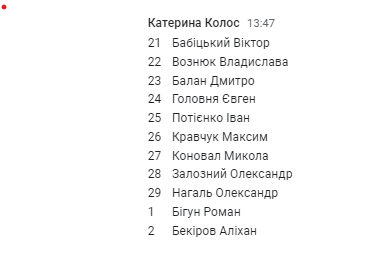 Катерина Колос 13:47
21 Бабіцький Віктор
22 Вознюк Владислава
23 Балан Дмитро
24 Головня Євген
25 Потієнко Іван
26 Кравчук Максим
27 Коновал Микола
28 Залозний Олександр
29 Нагаль Олександр
1 Бігун Роман
2 Бекіров Аліхан